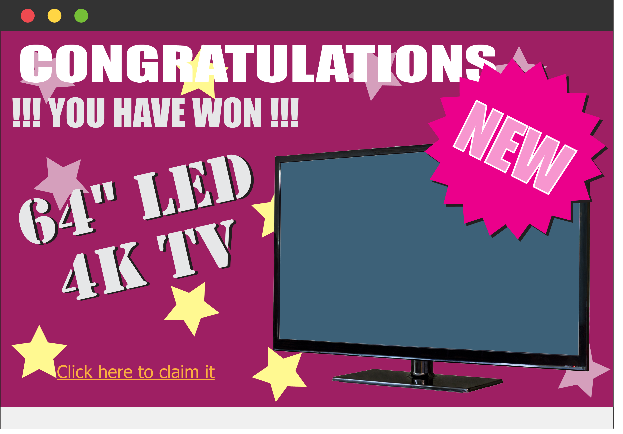 CONGRATULATIONS
!!! YOU HAVE WON !!!
NEW
64" LED
4K TV
Click here to claim it